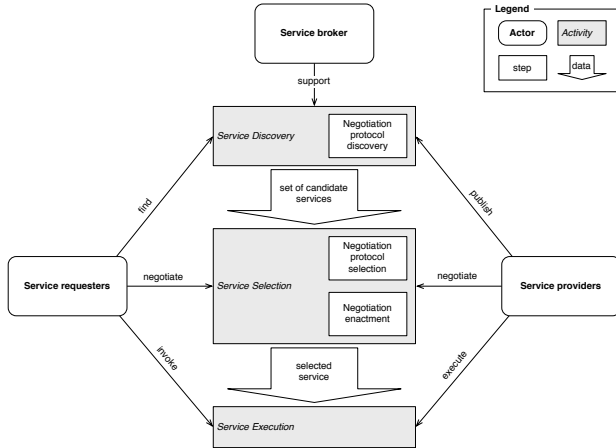 Legend
Actor
Activity
step
data
Service broker
support
Service Discovery
Negotiation
protocol
discovery
find
publish
set of candidate
services
Service requesters
negotiate
Service Selection
Negotiation
protocol
selection
Negotiation
enactment
negotiate
Service providers
invoke
selected
service
execute
Service Execution